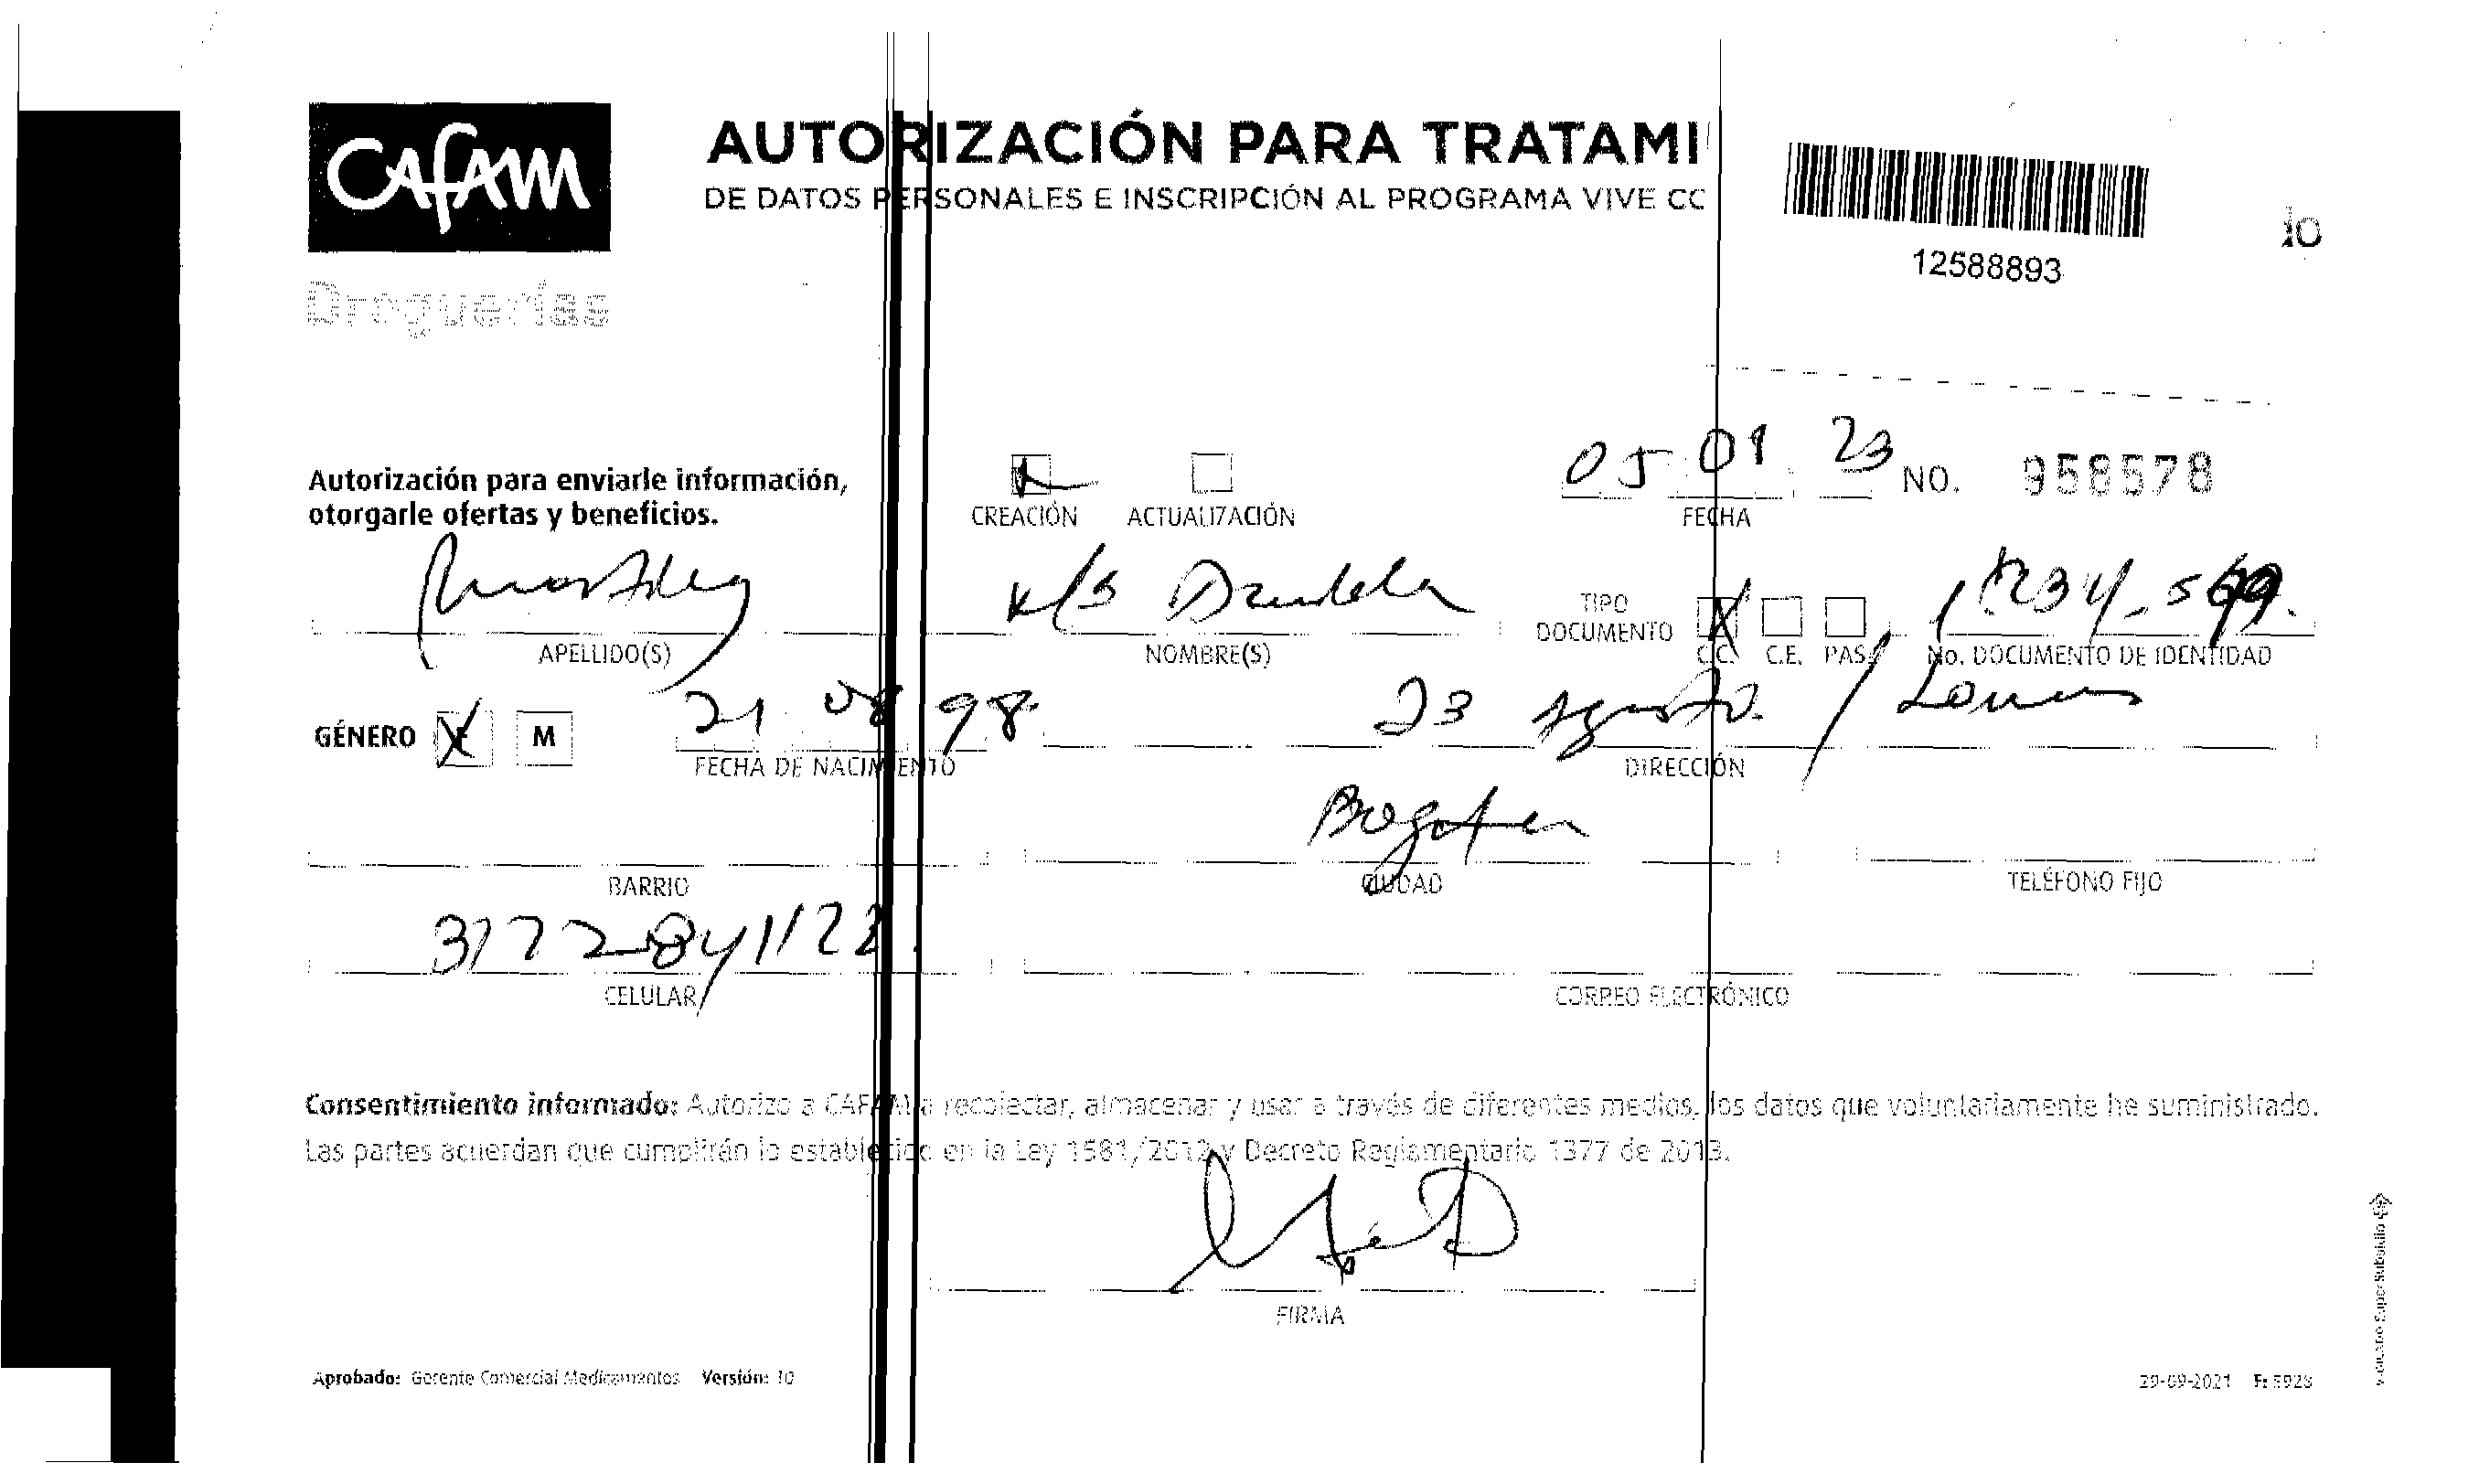 CAFAM
Droguerías
AUTORIZACIÓN PARA TRATAMI
DE DATOS PERSONALES E INSCRIPCIÓN AL PROGRAMA VIVE CO
12588893
Autorización para enviarle información,
otorgarle ofertas y beneficios.
CREACIÓN ACTUALIZACIÓN
05 01 23
FECHA
NO. 958578
APELLIDO(S)
NOMBRE(S)
TIPO
DOCUMENTO
C.C. C.E. PAS.
No. DOCUMENTO DE IDENTIDAD
GÉNERO M
21 08 98
FECHA DE NACIMIENTO
23 Agosto
DIRECCIÓN
BARRIO
Bogota
CIUDAD
TELÉFONO FIJO
3172841122
CELULAR
CORREO ELECTRÓNICO
Consentimiento informado: Autorizo a CAFAM a recolectar, almacenar y usar a través de diferentes medios, los datos que voluntariamente he suministrado.
Las partes acuerdan que cumplirán lo establecido en la Ley 1581/2012 y Decreto Reglamentario 1377 de 2013.
FIRMA
Aprobado: Gerente Comercial Medicamentos Versión: 10
29-09-2021
SuperSubsidio